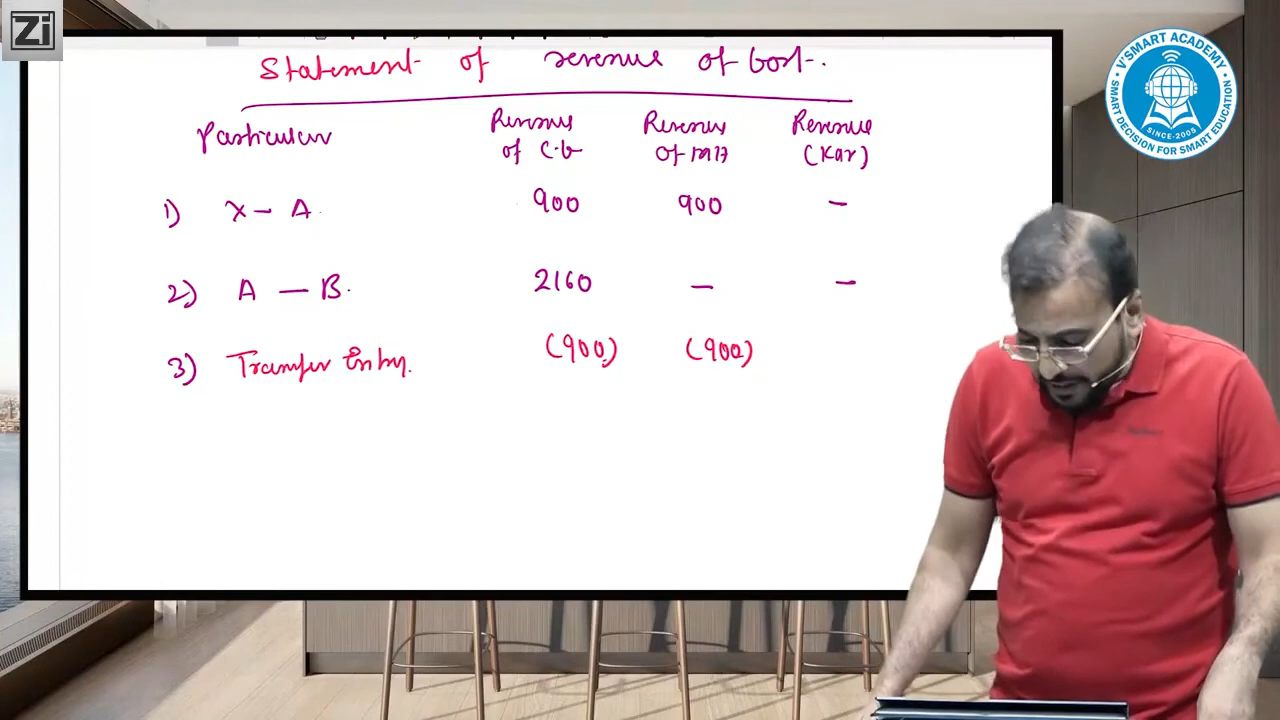 Zi
Statement of revenue of Govt.
Particular
Revenue of C.G
Revenue of MH
Revenue (Kar)
1) X - A 900 900 -
2) A - B. 2160 - -
3) Transfer Entry. (900) (900)
V'SMART ACADEMY
SINCE-2005
SMART DECISION FOR SMART EDUCATION